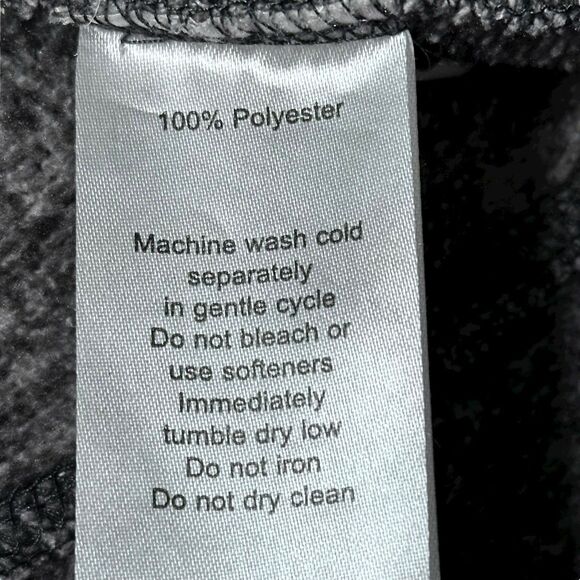 100% Polyester
Machine wash cold
separately
in gentle cycle
Do not bleach or
use softeners
Immediately
tumble dry low
Do not iron
Do not dry clean